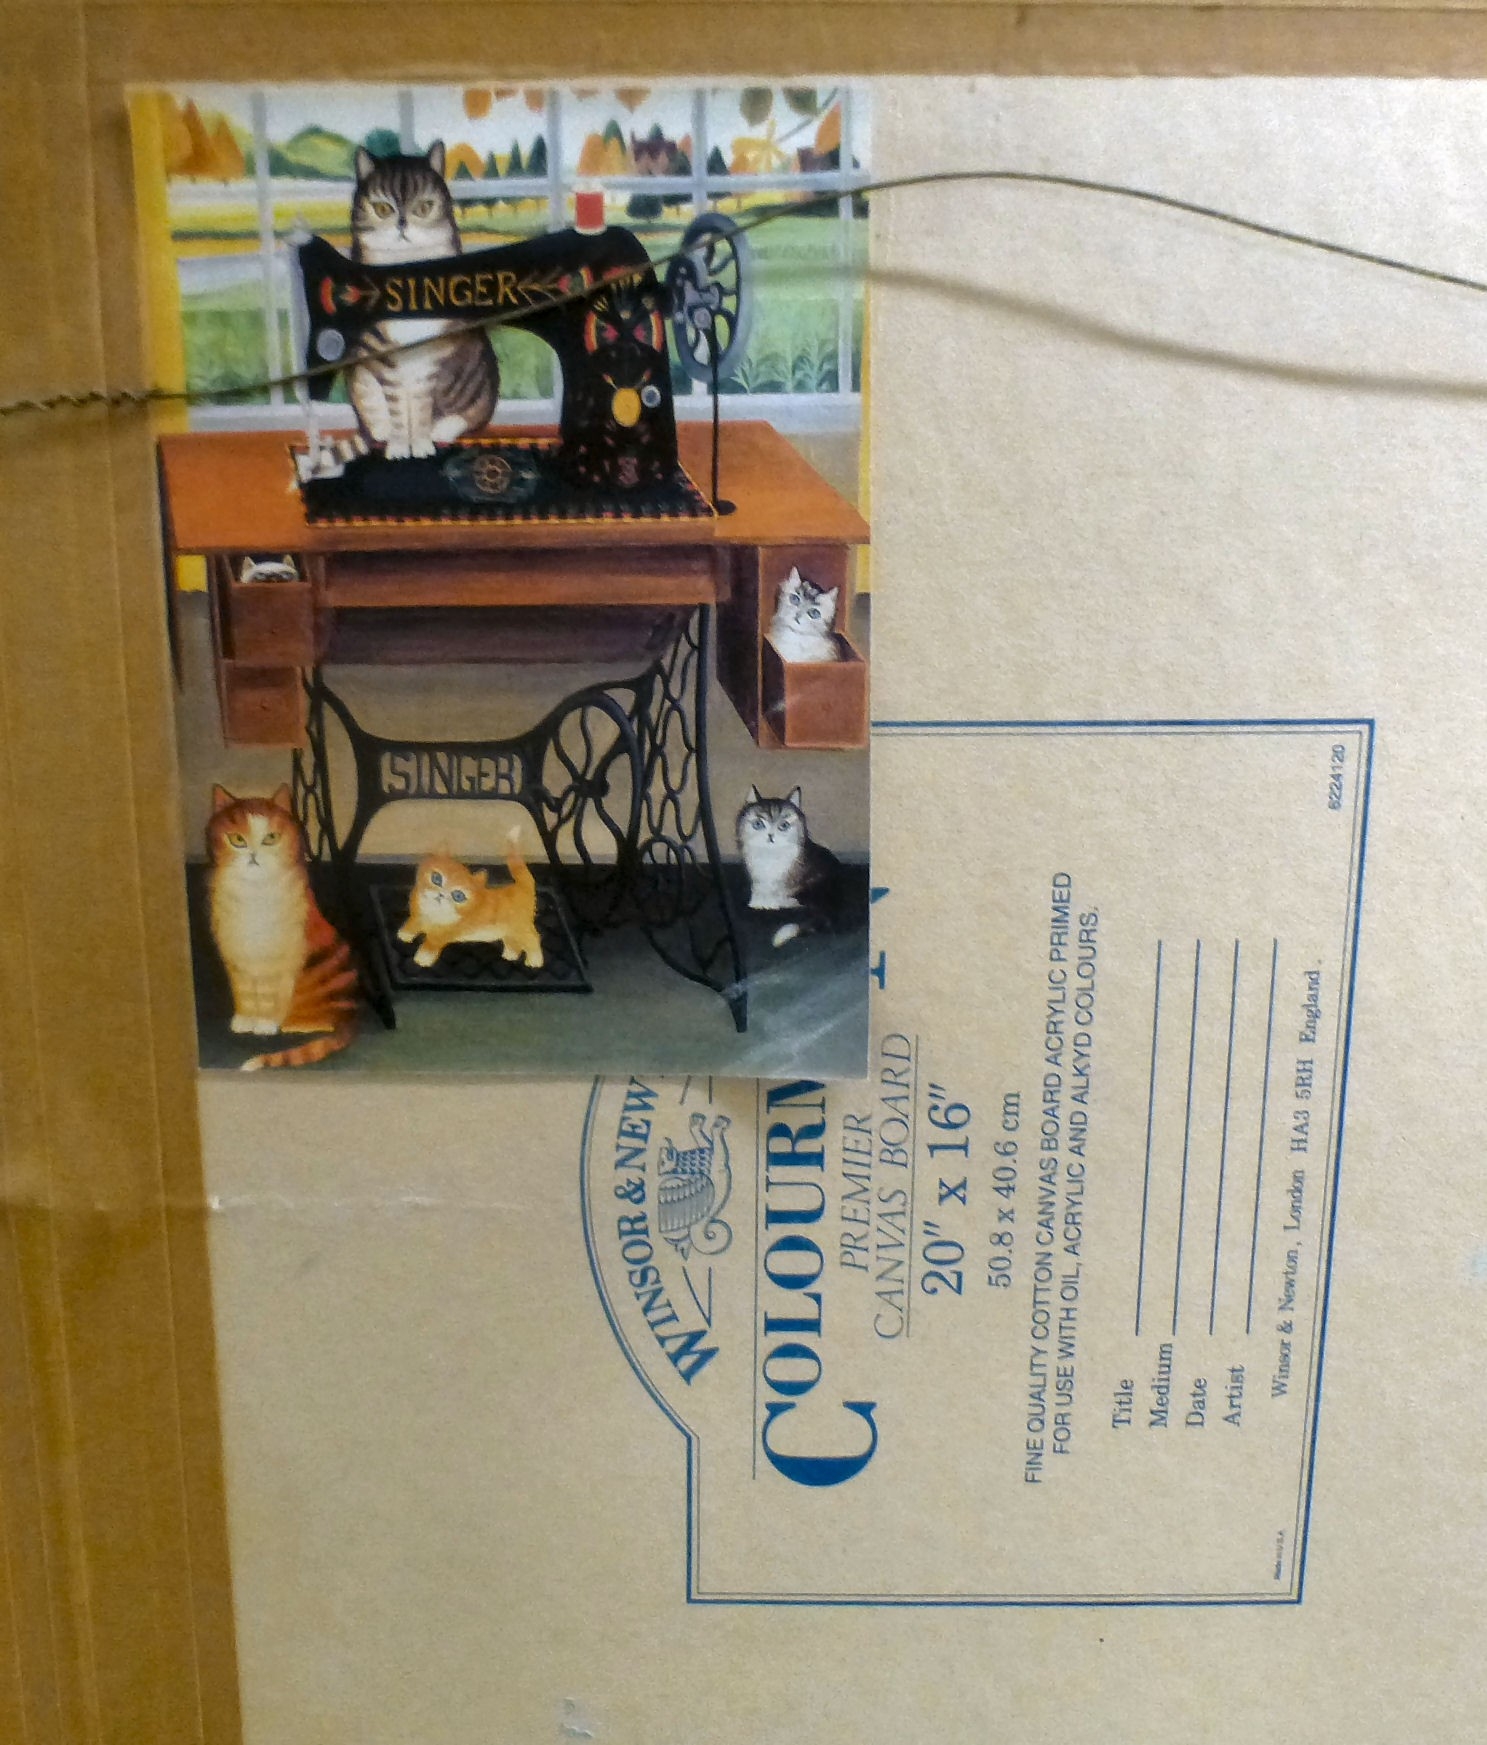 SINGER
SINGER
WINSOR & NEW
COLOURM
PREMIER
CANVAS BOARD
20" x 16"
50.8 x 40.6 cm
FINE QUALITY COTTON CANVAS BOARD ACRYLIC PRIMED
FOR USE WITH OIL, ACRYLIC AND ALKYD COLOURS.
Title
Medium
Date
Artist
Winsor & Newton, London HA3 5RH England.
Made in U.S.A
6224120